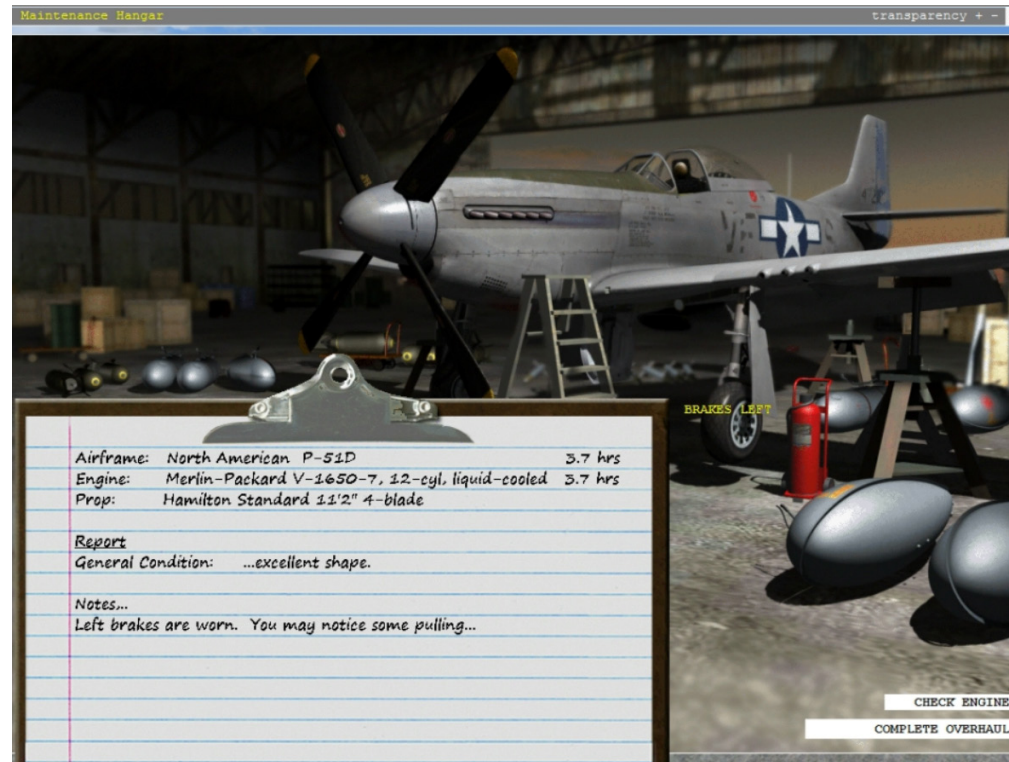 Maintenance Hangar
transparency + -
BRAKES LEFT
Airframe: North American P-51D 3.7 hrs
Engine: Merlin-Packard V-1650-7, 12-cyl, liquid-cooled 3.7 hrs
Prop: Hamilton Standard 11'2" 4-blade
Report
General Condition: ...excellent shape.
Notes...
Left brakes are worn. You may notice some pulling...
CHECK ENGINE
COMPLETE OVERHAUL